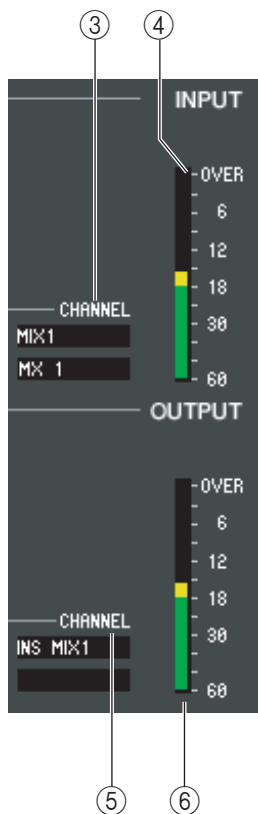 ③ ④
INPUT
OVER
6
12
18
30
60
CHANNEL
MIX1
MX 1
OUTPUT
OVER
6
12
18
30
60
CHANNEL
INS MIX1
⑤ ⑥